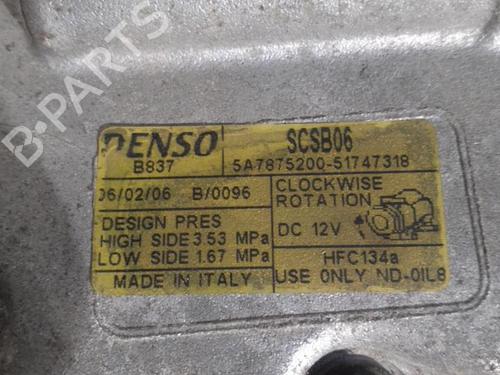 B-PARTS
DENSO
SCSB06
B837
5A7875200-51747318
06/02/06 B/0096
CLOCKWISE
ROTATION
DC 12V
DESIGN PRES
HIGH SIDE 3.53 MPa
LOW SIDE 1.67 MPa
HFC134a
MADE IN ITALY
USE ONLY ND-OIL8